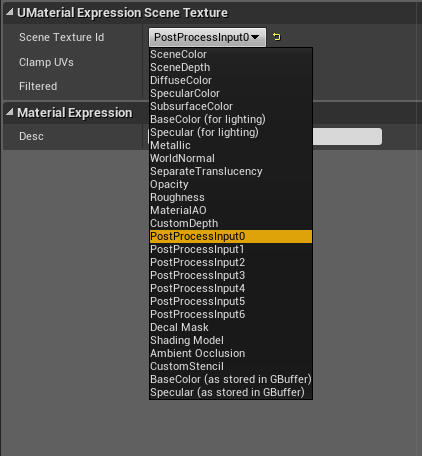 UMaterial Expression Scene Texture
Scene Texture Id
PostProcessInput0
Clamp UVs
Filtered
Material Expression
Desc
SceneColor
SceneDepth
DiffuseColor
SpecularColor
SubsurfaceColor
BaseColor (for lighting)
Specular (for lighting)
Metallic
WorldNormal
SeparateTranslucency
Opacity
Roughness
MaterialAO
CustomDepth
PostProcessInput0
PostProcessInput1
PostProcessInput2
PostProcessInput3
PostProcessInput4
PostProcessInput5
PostProcessInput6
Decal Mask
Shading Model
Ambient Occlusion
CustomStencil
BaseColor (as stored in GBuffer)
Specular (as stored in GBuffer)